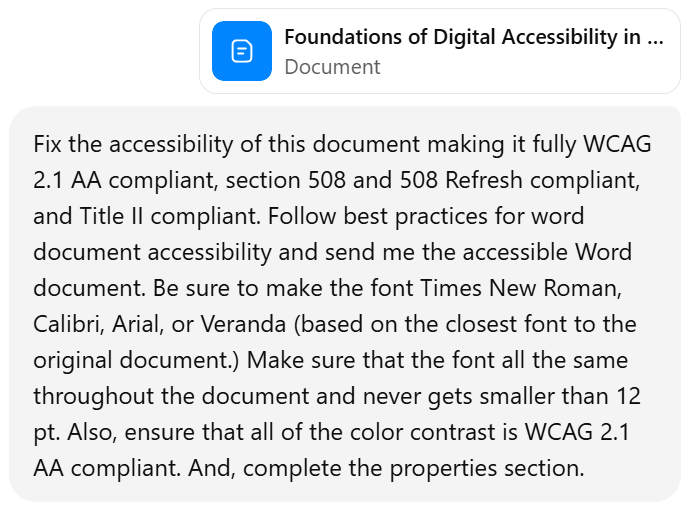 Foundations of Digital Accessibility in ...
Document
Fix the accessibility of this document making it fully WCAG
2.1 AA compliant, section 508 and 508 Refresh compliant,
and Title II compliant. Follow best practices for word
document accessibility and send me the accessible Word
document. Be sure to make the font Times New Roman,
Calibri, Arial, or Veranda (based on the closest font to the
original document.) Make sure that the font all the same
throughout the document and never gets smaller than 12
pt. Also, ensure that all of the color contrast is WCAG 2.1
AA compliant. And, complete the properties section.